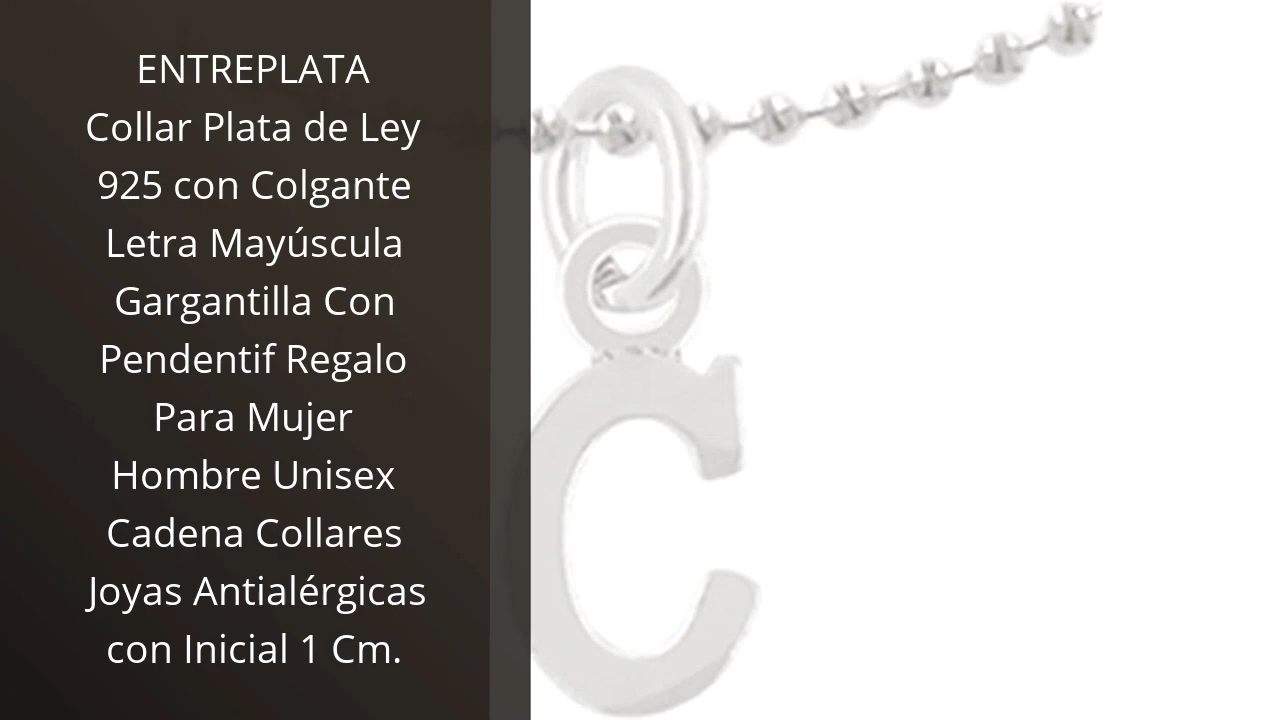 ENTREPLATA
Collar Plata de Ley
925 con Colgante
Letra Mayúscula
Gargantilla Con
Pendentif Regalo
Para Mujer
Hombre Unisex
Cadena Collares
Joyas Antialérgicas
con Inicial 1 Cm.
C